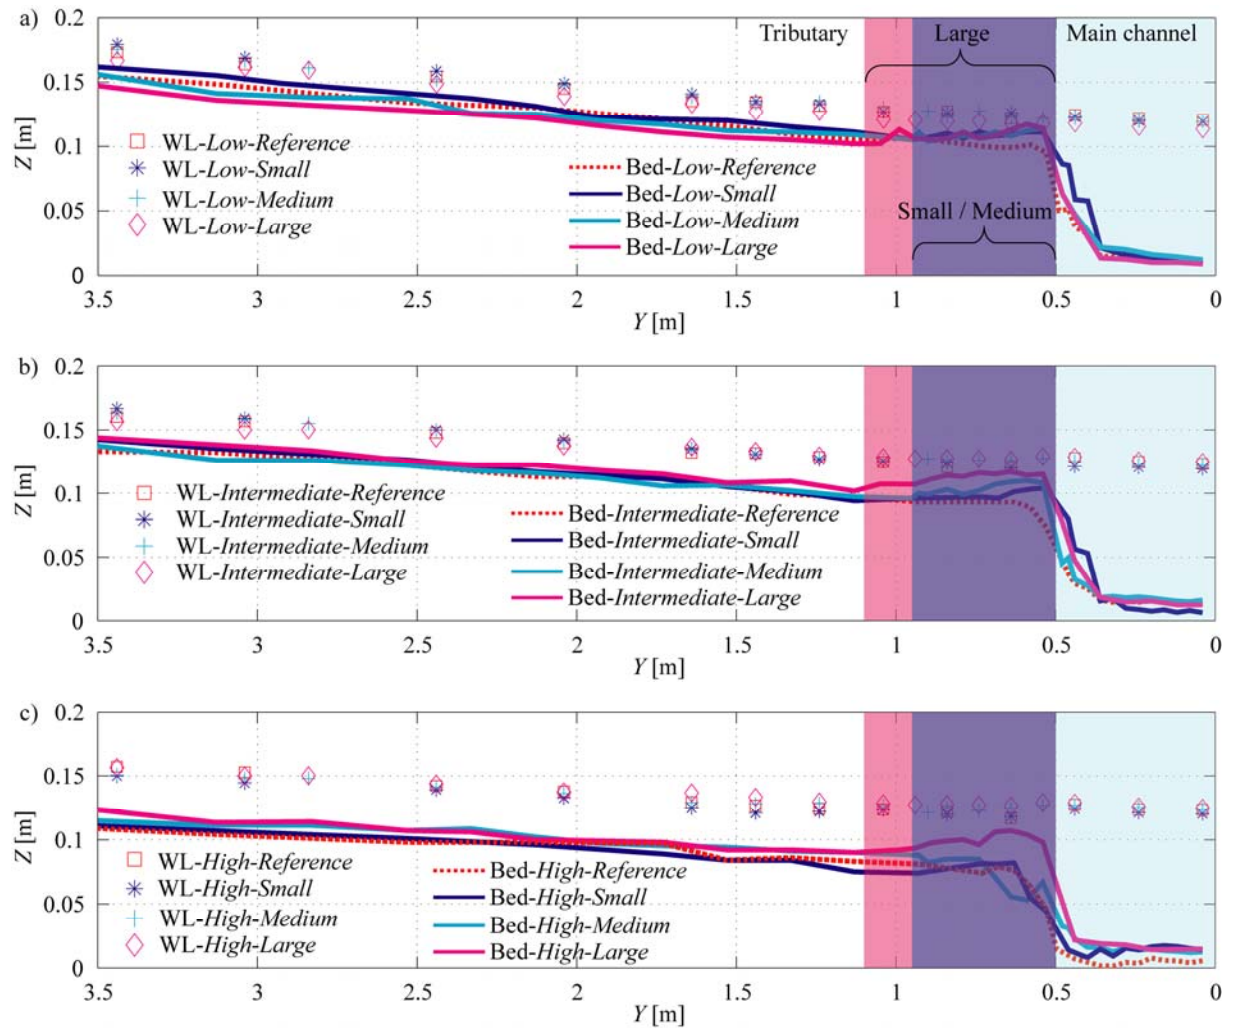 a)
0.2
Tributary
Large
Main channel
0.15
Z [m]
0.1
WL-Low-Reference
WL-Low-Small
WL-Low-Medium
WL-Low-Large
Bed-Low-Reference
Bed-Low-Small
Bed-Low-Medium
Bed-Low-Large
Small / Medium
0.05
0
3.5 3 2.5 2 1.5 1 0.5 0
Y [m]
b)
0.2
0.15
Z [m]
0.1
WL-Intermediate-Reference
WL-Intermediate-Small
WL-Intermediate-Medium
WL-Intermediate-Large
Bed-Intermediate-Reference
Bed-Intermediate-Small
Bed-Intermediate-Medium
Bed-Intermediate-Large
0.05
0
3.5 3 2.5 2 1.5 1 0.5 0
Y [m]
c)
0.2
0.15
Z [m]
0.1
WL-High-Reference
WL-High-Small
WL-High-Medium
WL-High-Large
Bed-High-Reference
Bed-High-Small
Bed-High-Medium
Bed-High-Large
0.05
0
3.5 3 2.5 2 1.5 1 0.5 0
Y [m]